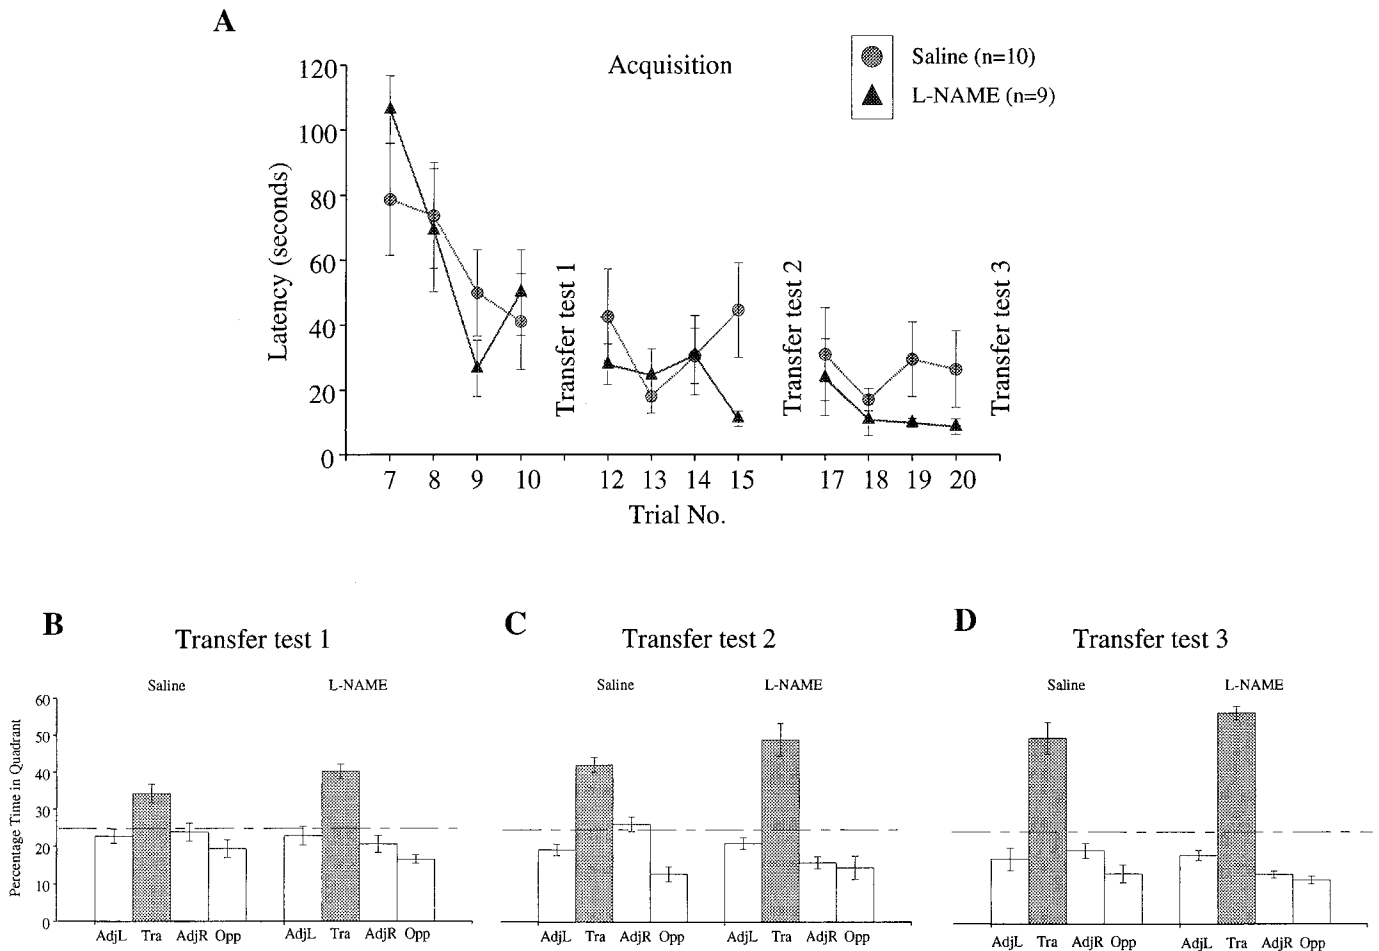 A
Acquisition
Saline (n=10)
L-NAME (n=9)
Latency (seconds)
120
100
80
60
40
20
0
Transfer test 1
Transfer test 2
Transfer test 3
7 8 9 10 12 13 14 15 17 18 19 20
Trial No.
B
Transfer test 1
Saline L-NAME
Percentage Time in Quadrant
60
50
40
30
20
10
0
AdjL Tra AdjR Opp AdjL Tra AdjR Opp
C
Transfer test 2
Saline L-NAME
AdjL Tra AdjR Opp AdjL Tra AdjR Opp
D
Transfer test 3
Saline L-NAME
AdjL Tra AdjR Opp AdjL Tra AdjR Opp